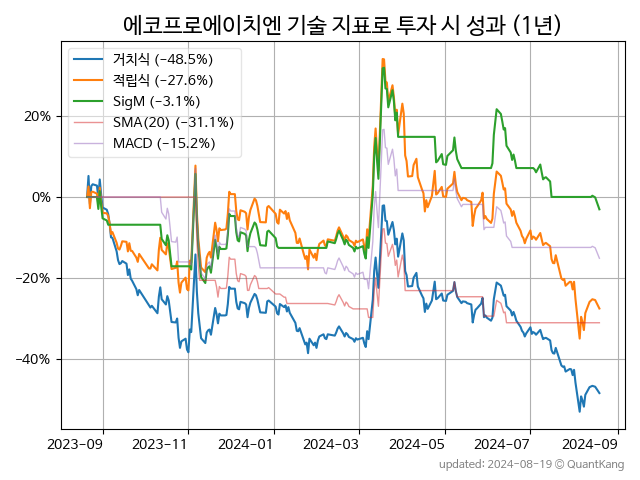 에코프로에이치엔 기술 지표로 투자 시 성과 (1년)
거치식 (-48.5%)
적립식 (-27.6%)
SigM (-3.1%)
SMA(20) (-31.1%)
MACD (-15.2%)
20%
0%
-20%
-40%
2023-09
2023-11
2024-01
2024-03
2024-05
2024-07
2024-09
updated: 2024-08-19 © QuantKang